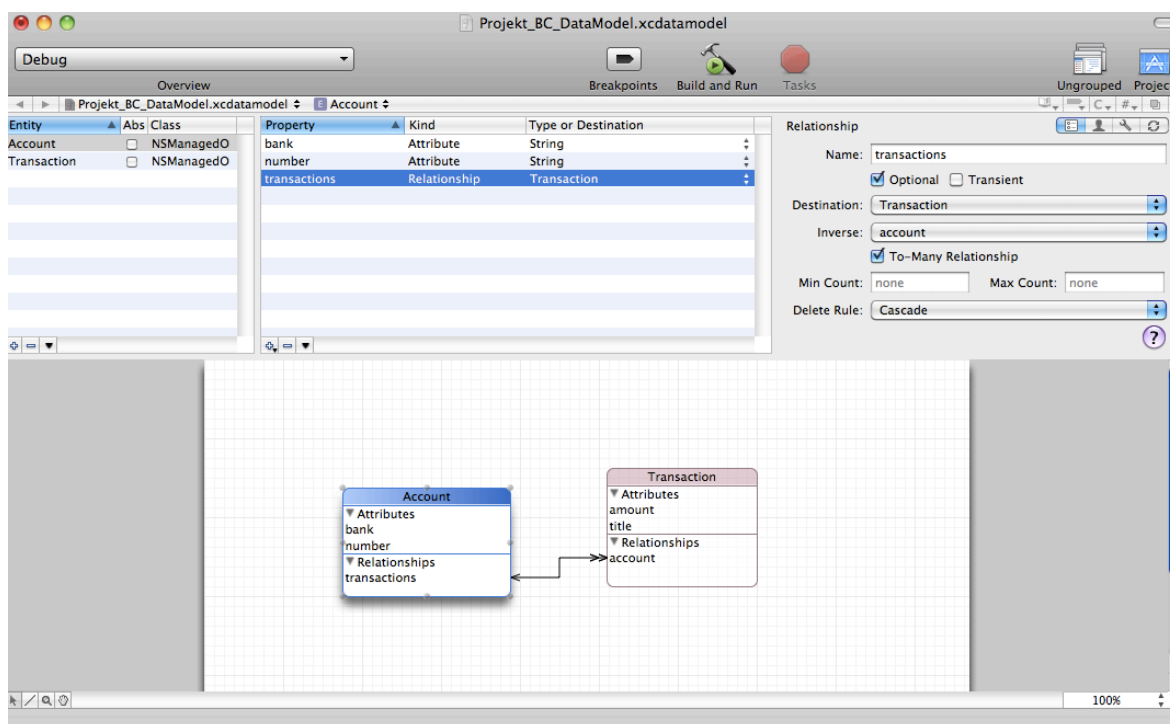 Projekt_BC_DataModel.xcdatamodel
Debug
Overview Breakpoints Build and Run Tasks Ungrouped Projec
Projekt_BC_DataModel.xcdatamodel E Account C #
Entity Abs Class
Account NSManagedO
Transaction NSManagedO
Property Kind Type or Destination
bank Attribute String
number Attribute String
transactions Relationship Transaction
Relationship
Name: transactions
Optional Transient
Destination: Transaction
Inverse: account
To-Many Relationship
Min Count: none Max Count: none
Delete Rule: Cascade
?
Account
Attributes
bank
number
Relationships
transactions
Transaction
Attributes
amount
title
Relationships
account
100%